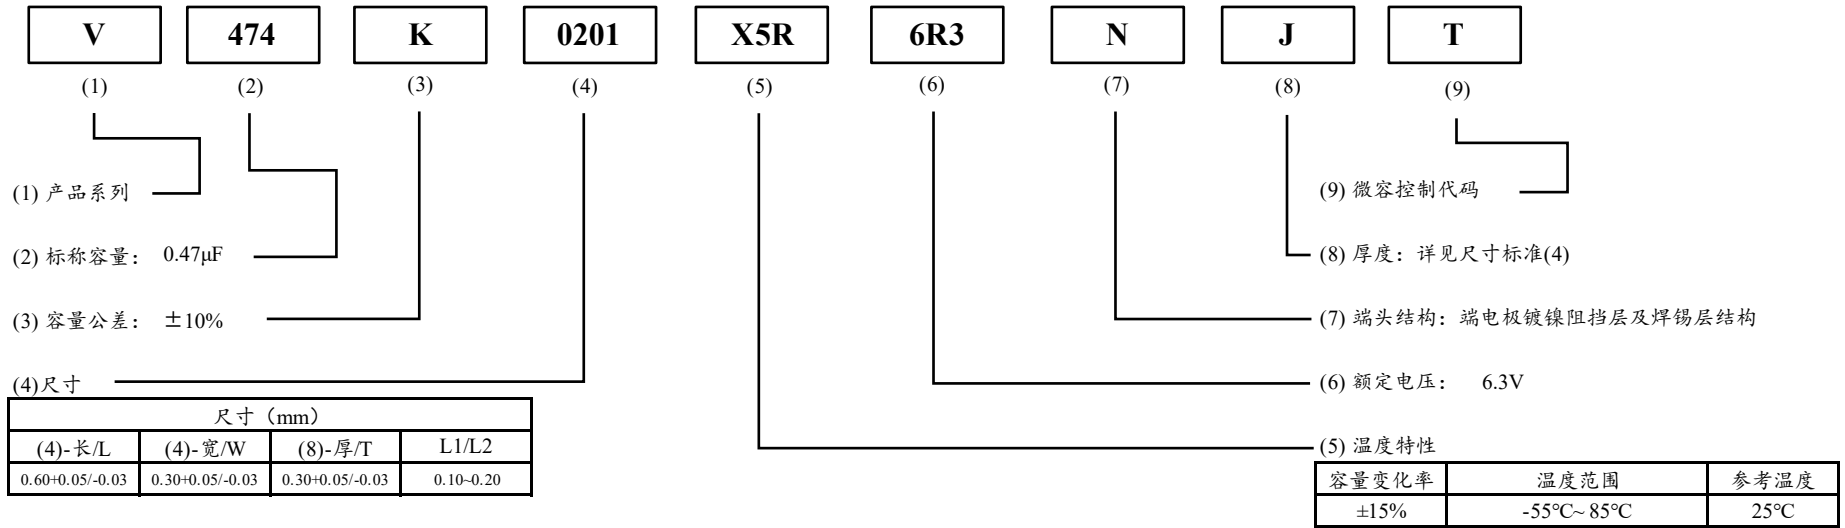 V 474 K 0201 X5R 6R3 N J T
(1) (2) (3) (4) (5) (6) (7) (8) (9)
(1) 产品系列
(9) 微容控制代码
(2) 标称容量： 0.47μF
(8) 厚度：详见尺寸标准(4)
(3) 容量公差： ±10%
(7) 端头结构：端电极镀镍阻挡层及焊锡层结构
(4)尺寸
(6) 额定电压： 6.3V
尺寸（mm）
(4)-长/L (4)-宽/W (8)-厚/T L1/L2
0.60+0.05/-0.03 0.30+0.05/-0.03 0.30+0.05/-0.03 0.10~0.20
(5) 温度特性
容量变化率 温度范围 参考温度
±15% -55℃~ 85℃ 25℃